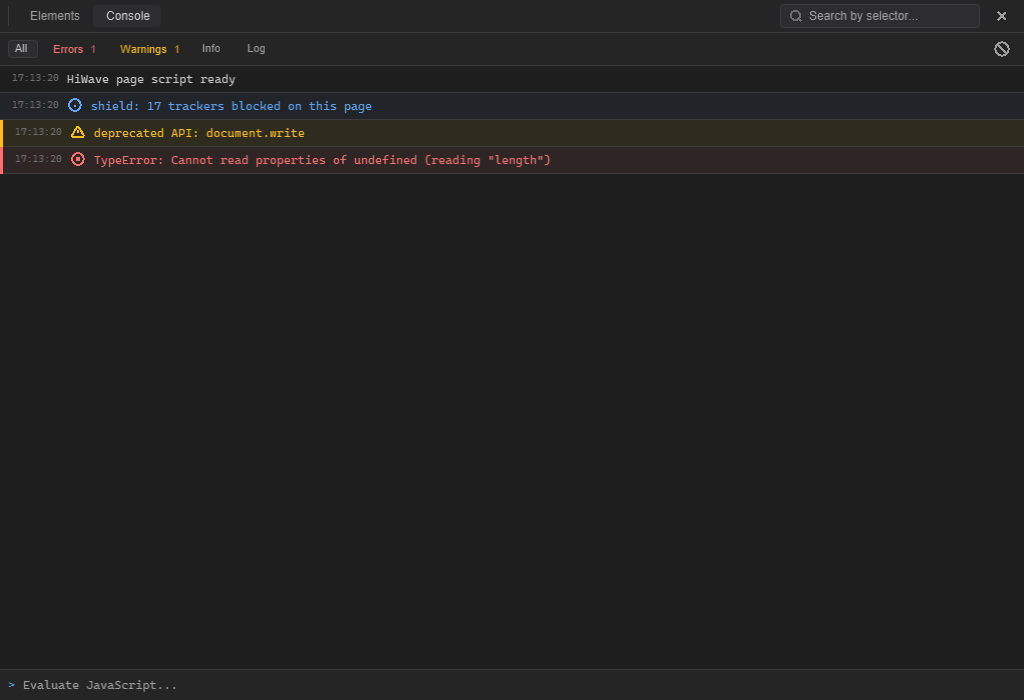 Elements Console Search by selector...
All Errors 1 Warnings 1 Info Log
17:13:20 HiWave page script ready
17:13:20 shield: 17 trackers blocked on this page
17:13:20 deprecated API: document.write
17:13:20 TypeError: Cannot read properties of undefined (reading "length")
> Evaluate JavaScript...